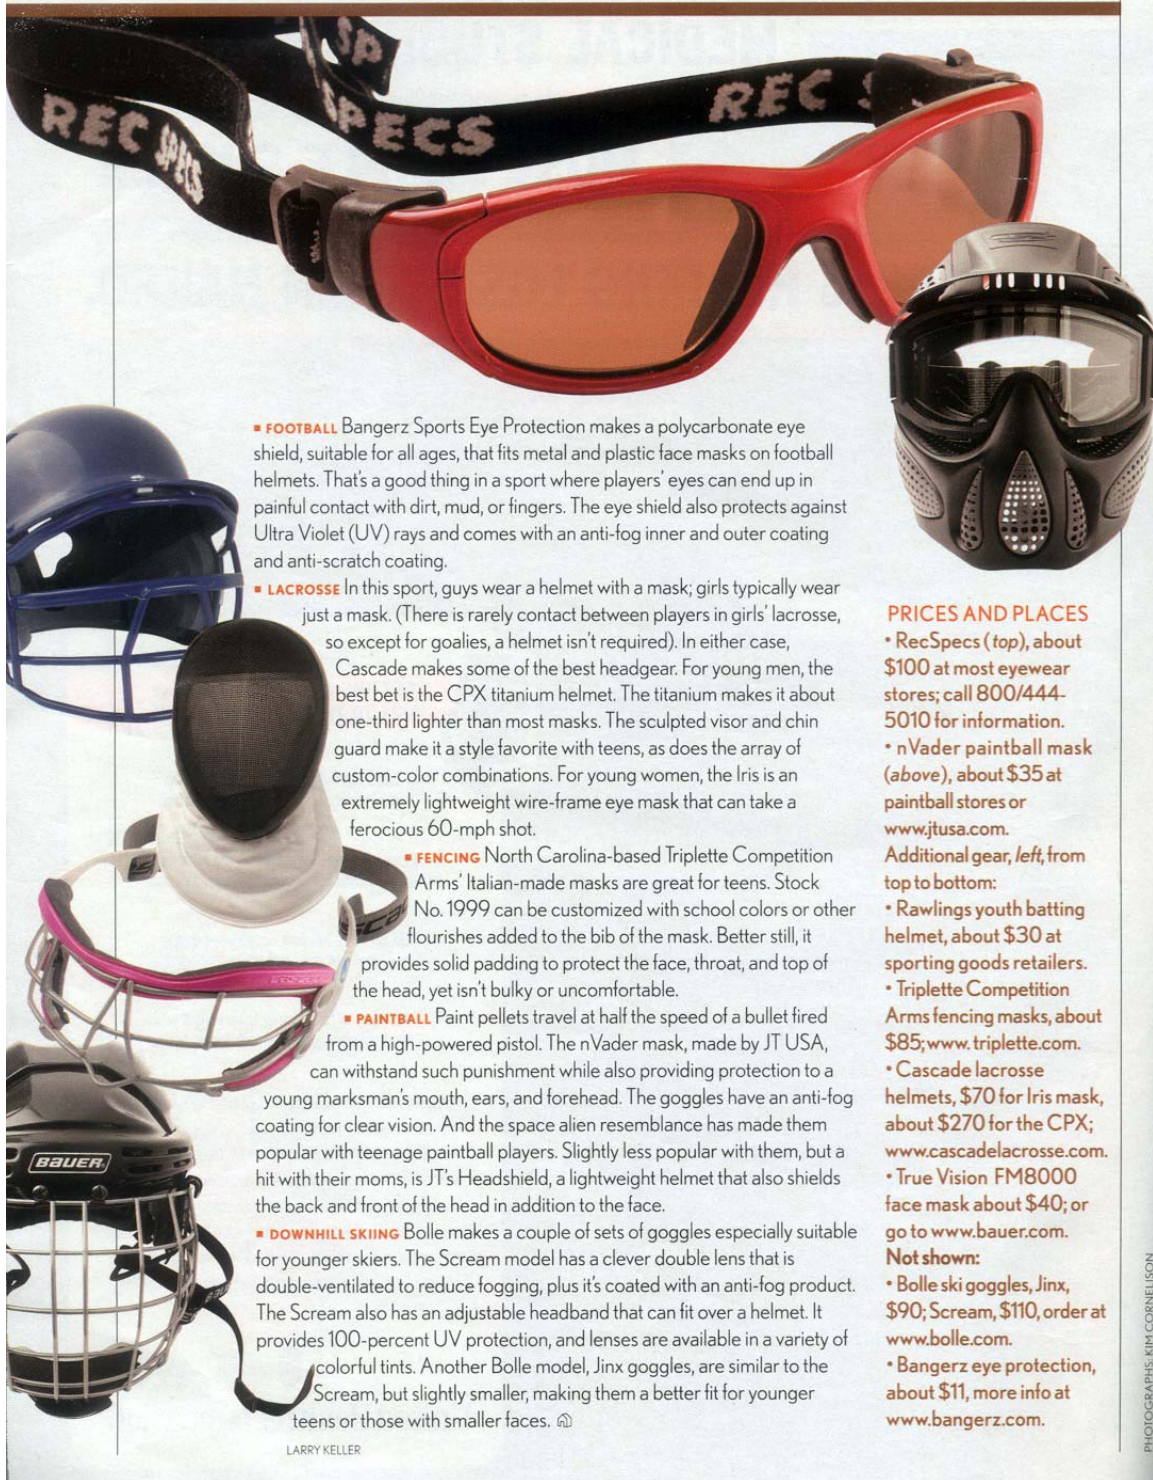 REC SPECS
SP
SPECS
REC S
▪ FOOTBALL Bangerz Sports Eye Protection makes a polycarbonate eye
shield, suitable for all ages, that fits metal and plastic face masks on football
helmets. That's a good thing in a sport where players' eyes can end up in
painful contact with dirt, mud, or fingers. The eye shield also protects against
Ultra Violet (UV) rays and comes with an anti-fog inner and outer coating
and anti-scratch coating.
▪ LACROSSE In this sport, guys wear a helmet with a mask; girls typically wear
just a mask. (There is rarely contact between players in girls' lacrosse,
so except for goalies, a helmet isn't required). In either case,
Cascade makes some of the best headgear. For young men, the
best bet is the CPX titanium helmet. The titanium makes it about
one-third lighter than most masks. The sculpted visor and chin
guard make it a style favorite with teens, as does the array of
custom-color combinations. For young women, the Iris is an
extremely lightweight wire-frame eye mask that can take a
ferocious 60-mph shot.
▪ FENCING North Carolina-based Triplette Competition
Arms' Italian-made masks are great for teens. Stock
No. 1999 can be customized with school colors or other
flourishes added to the bib of the mask. Better still, it
provides solid padding to protect the face, throat, and top of
the head, yet isn't bulky or uncomfortable.
▪ PAINTBALL Paint pellets travel at half the speed of a bullet fired
from a high-powered pistol. The nVader mask, made by JT USA,
can withstand such punishment while also providing protection to a
young marksman's mouth, ears, and forehead. The goggles have an anti-fog
coating for clear vision. And the space alien resemblance has made them
popular with teenage paintball players. Slightly less popular with them, but a
hit with their moms, is JT's Headshield, a lightweight helmet that also shields
the back and front of the head in addition to the face.
▪ DOWNHILL SKIING Bolle makes a couple of sets of goggles especially suitable
for younger skiers. The Scream model has a clever double lens that is
double-ventilated to reduce fogging, plus it's coated with an anti-fog product.
The Scream also has an adjustable headband that can fit over a helmet. It
provides 100-percent UV protection, and lenses are available in a variety of
colorful tints. Another Bolle model, Jinx goggles, are similar to the
Scream, but slightly smaller, making them a better fit for younger
teens or those with smaller faces.
LARRY KELLER
BAUER
PRICES AND PLACES
• RecSpecs (top), about
$100 at most eyewear
stores; call 800/444-
5010 for information.
• nVader paintball mask
(above), about $35 at
paintball stores or
www.jtusa.com.
Additional gear, left, from
top to bottom:
• Rawlings youth batting
helmet, about $30 at
sporting goods retailers.
• Triplette Competition
Arms fencing masks, about
$85; www. triplette.com.
• Cascade lacrosse
helmets, $70 for Iris mask,
about $270 for the CPX;
www.cascadelacrosse.com.
• True Vision FM8000
face mask about $40; or
go to www.bauer.com.
Not shown:
• Bolle ski goggles, Jinx,
$90; Scream, $110, order at
www.bolle.com.
• Bangerz eye protection,
about $11, more info at
www.bangerz.com.
PHOTOGRAPHS: KIM CORNELISON